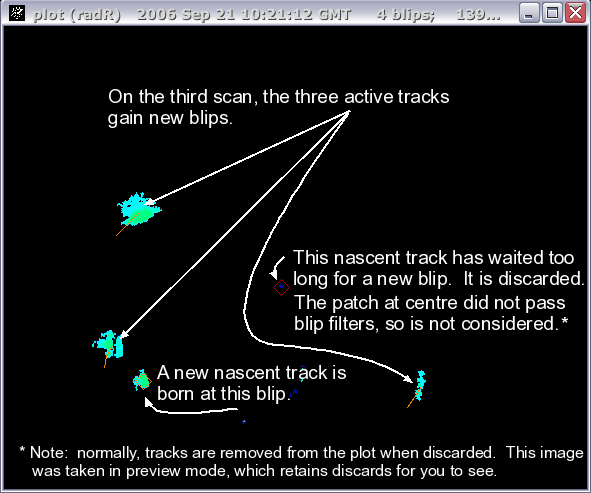 plot (radR) 2006 Sep 21 10:21:12 GMT 4 blips; 139...
On the third scan, the three active tracks
gain new blips.
This nascent track has waited too
long for a new blip. It is discarded.
The patch at centre did not pass
blip filters, so is not considered.*
A new nascent track is
born at this blip.
* Note: normally, tracks are removed from the plot when discarded. This image
was taken in preview mode, which retains discards for you to see.